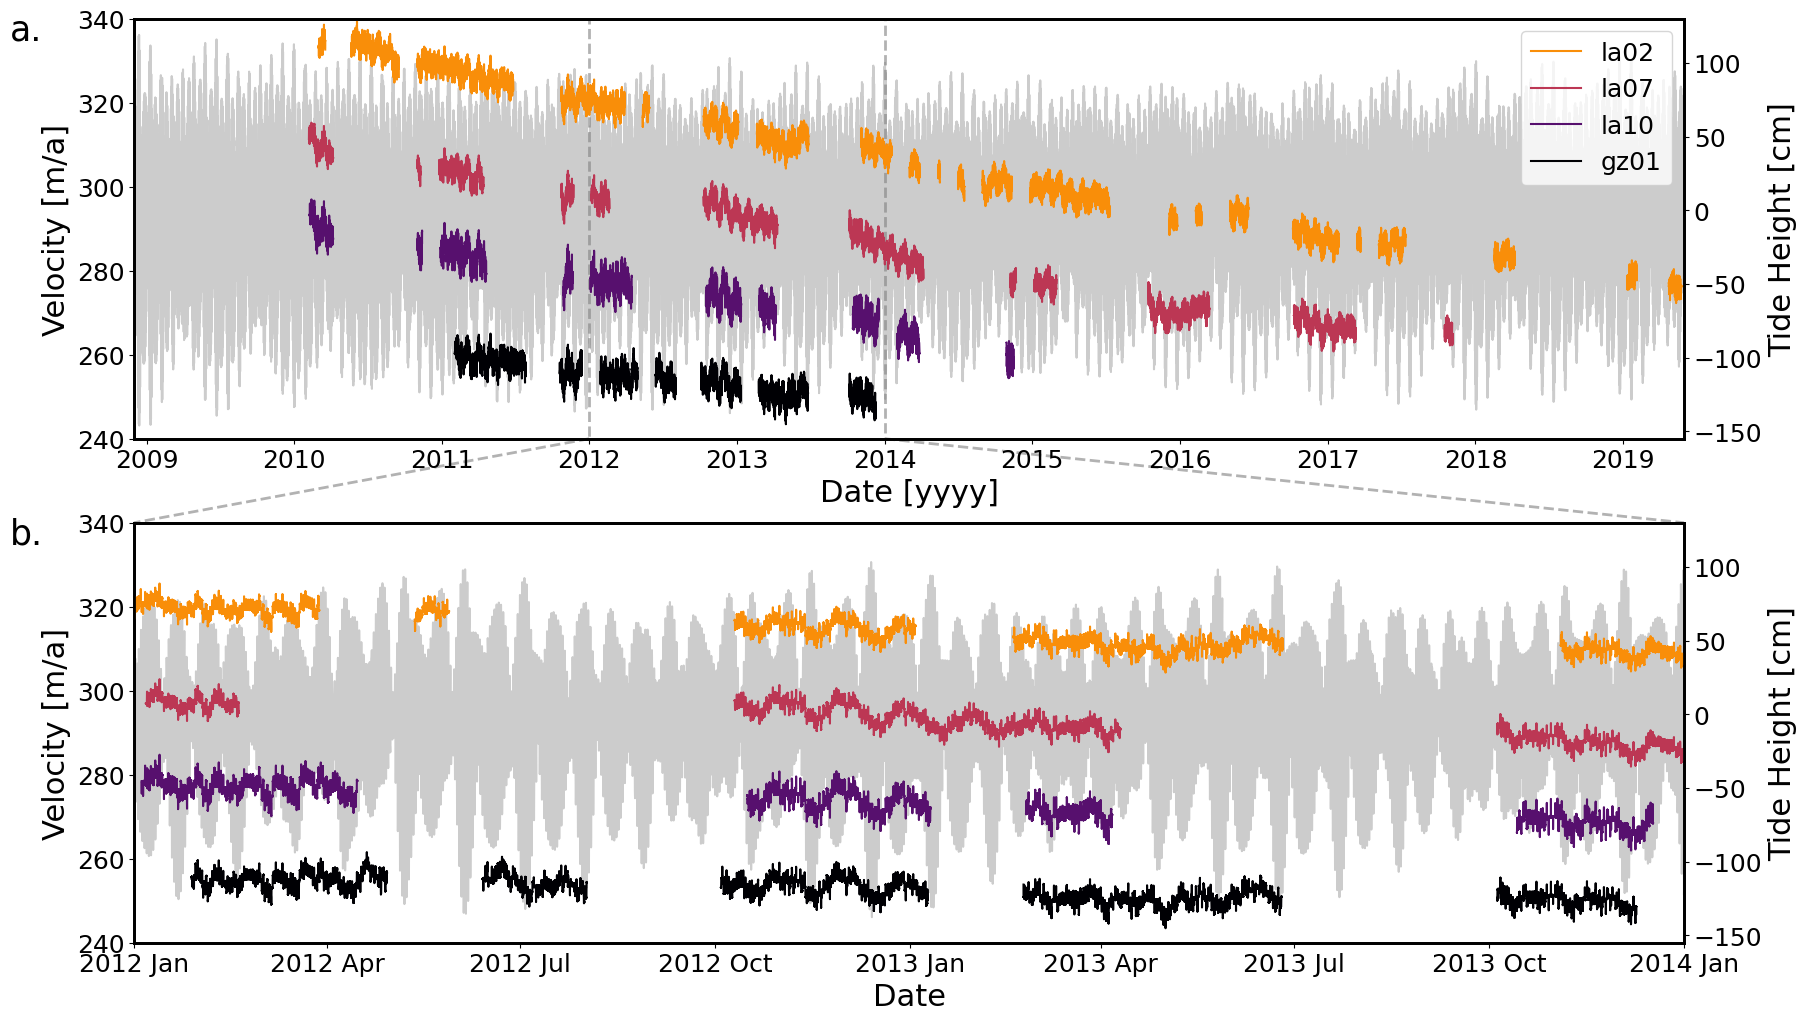 a.
340
320
300
280
260
240
Velocity [m/a]
100
50
0
−50
−100
−150
Tide Height [cm]
la02
la07
la10
gz01
2009 2010 2011 2012 2013 2014 2015 2016 2017 2018 2019
Date [yyyy]
b.
340
320
300
280
260
240
Velocity [m/a]
100
50
0
−50
−100
−150
Tide Height [cm]
2012 Jan 2012 Apr 2012 Jul 2012 Oct 2013 Jan 2013 Apr 2013 Jul 2013 Oct 2014 Jan
Date